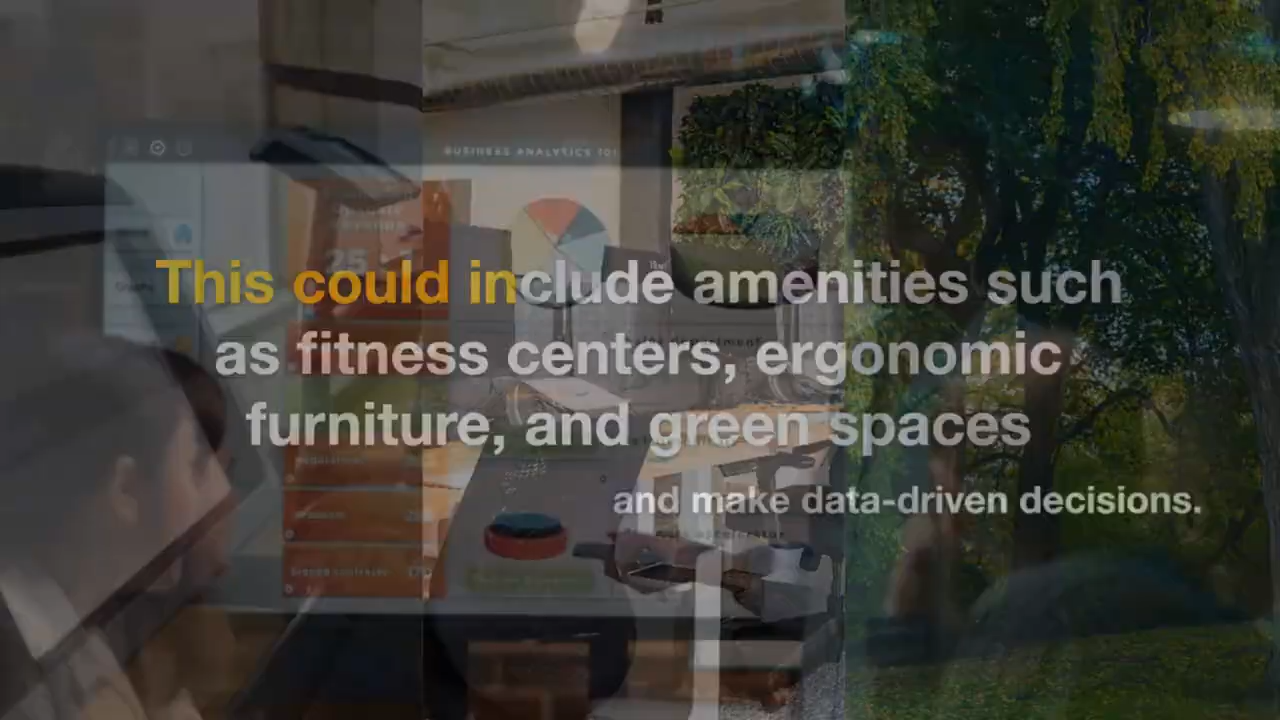 BUSINESS ANALYTICS 101
25
This could include amenities such
as fitness centers, ergonomic
furniture, and green spaces
and make data-driven decisions.